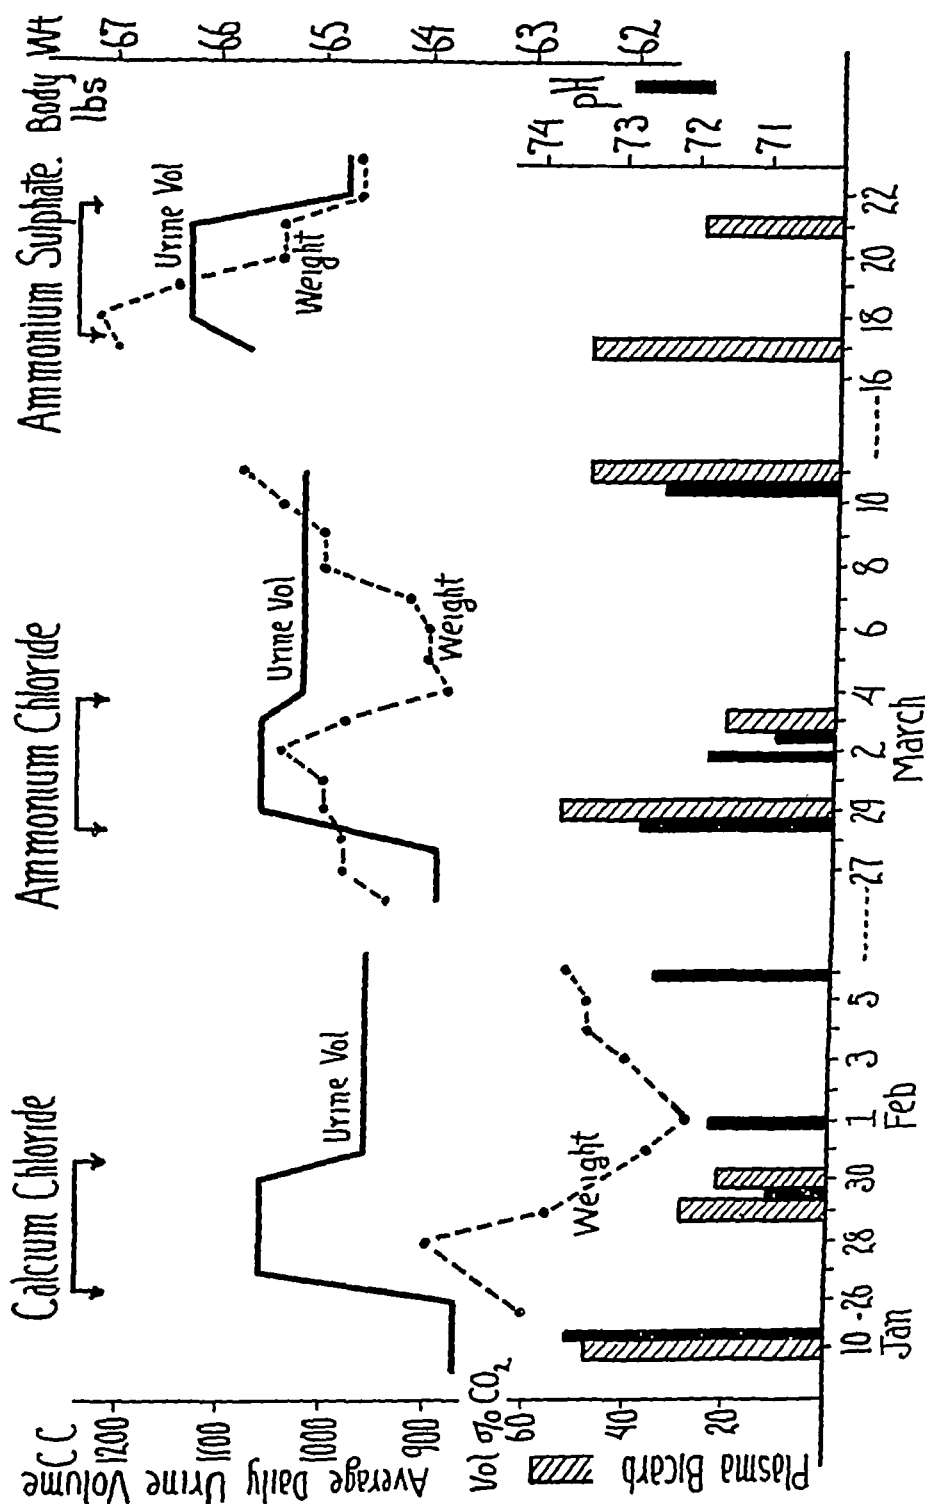 Calcium Chloride
Ammonium Chloride
Ammonium Sulphate.
Body Wt
lbs
C C
1200
1100
1000
900
Average Daily Urine Volume
67
66
65
64
63
62
Urine Vol
Urine Vol
Urine Vol
Weight
Weight
Weight
Vol % CO2
60
40
20
Plasma Bicarb
pH
74
73
72
71
10 - 26 28 30 1 3 5 ------ 27 29 2 4 6 8 10 ------ 16 18 20 22
Jan Feb March